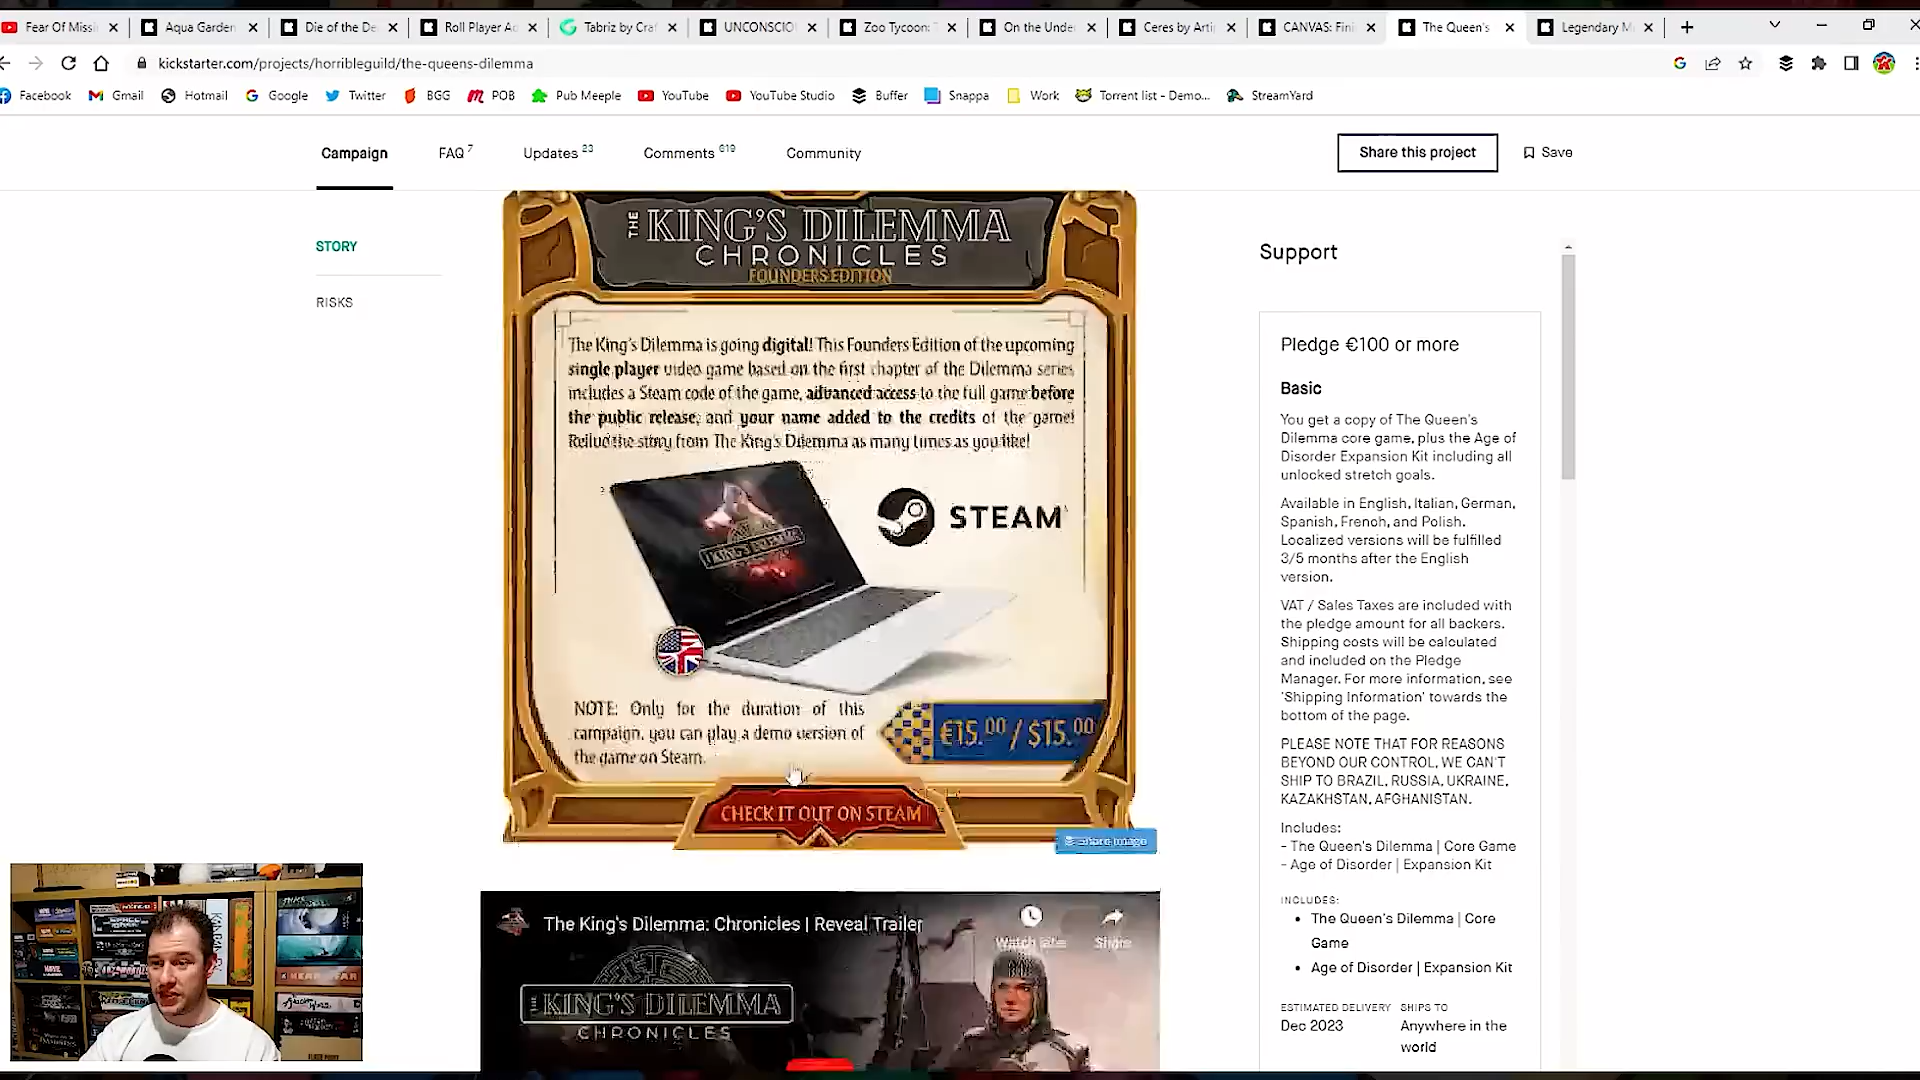 Fear Of Missi
Aqua Garden
Die of the De
Roll Player Ad
Tabriz by Craf
UNCONSCIO
Zoo Tycoon: T
On the Unde
Ceres by Arti
CANVAS: Fini
The Queen's
Legendary M
kickstarter.com/projects/horribleguild/the-queens-dilemma
Facebook
Gmail
Hotmail
Google
Twitter
BGG
POB
Pub Meeple
YouTube
YouTube Studio
Buffer
Snappa
Work
Torrent list - Demo...
StreamYard
Campaign
FAQ 7
Updates 23
Comments 619
Community
Share this project
Save
STORY
RISKS
THE KING'S DILEMMA
CHRONICLES
FOUNDERS EDITION
The King's Dilemma is going digital! This Founders Edition of the upcoming
single player video game based on the first chapter of the Dilemma series
includes a Steam code of the game, advanced access to the full game before
the public release, and your name added to the credits of the game!
Relive the story from The King's Dilemma as many times as you like!
KING'S DILEMMA
STEAM
NOTE: Only for the duration of this
campaign, you can play a demo version of
the game on Steam.
€15.00 / $15.00
CHECK IT OUT ON STEAM
Share Image
The King's Dilemma: Chronicles | Reveal Trailer
Watch later
Share
THE KING'S DILEMMA
CHRONICLES
Support
Pledge €100 or more
Basic
You get a copy of The Queen's
Dilemma core game, plus the Age of
Disorder Expansion Kit including all
unlocked stretch goals.
Available in English, Italian, German,
Spanish, French, and Polish.
Localized versions will be fulfilled
3/5 months after the English
version.
VAT / Sales Taxes are included with
the pledge amount for all backers.
Shipping costs will be calculated
and included on the Pledge
Manager. For more information, see
'Shipping Information' towards the
bottom of the page.
PLEASE NOTE THAT FOR REASONS
BEYOND OUR CONTROL, WE CAN'T
SHIP TO BRAZIL, RUSSIA, UKRAINE,
KAZAKHSTAN, AFGHANISTAN.
Includes:
- The Queen's Dilemma | Core Game
- Age of Disorder | Expansion Kit
INCLUDES:
The Queen's Dilemma | Core
Game
Age of Disorder | Expansion Kit
ESTIMATED DELIVERY
Dec 2023
SHIPS TO
Anywhere in the
world